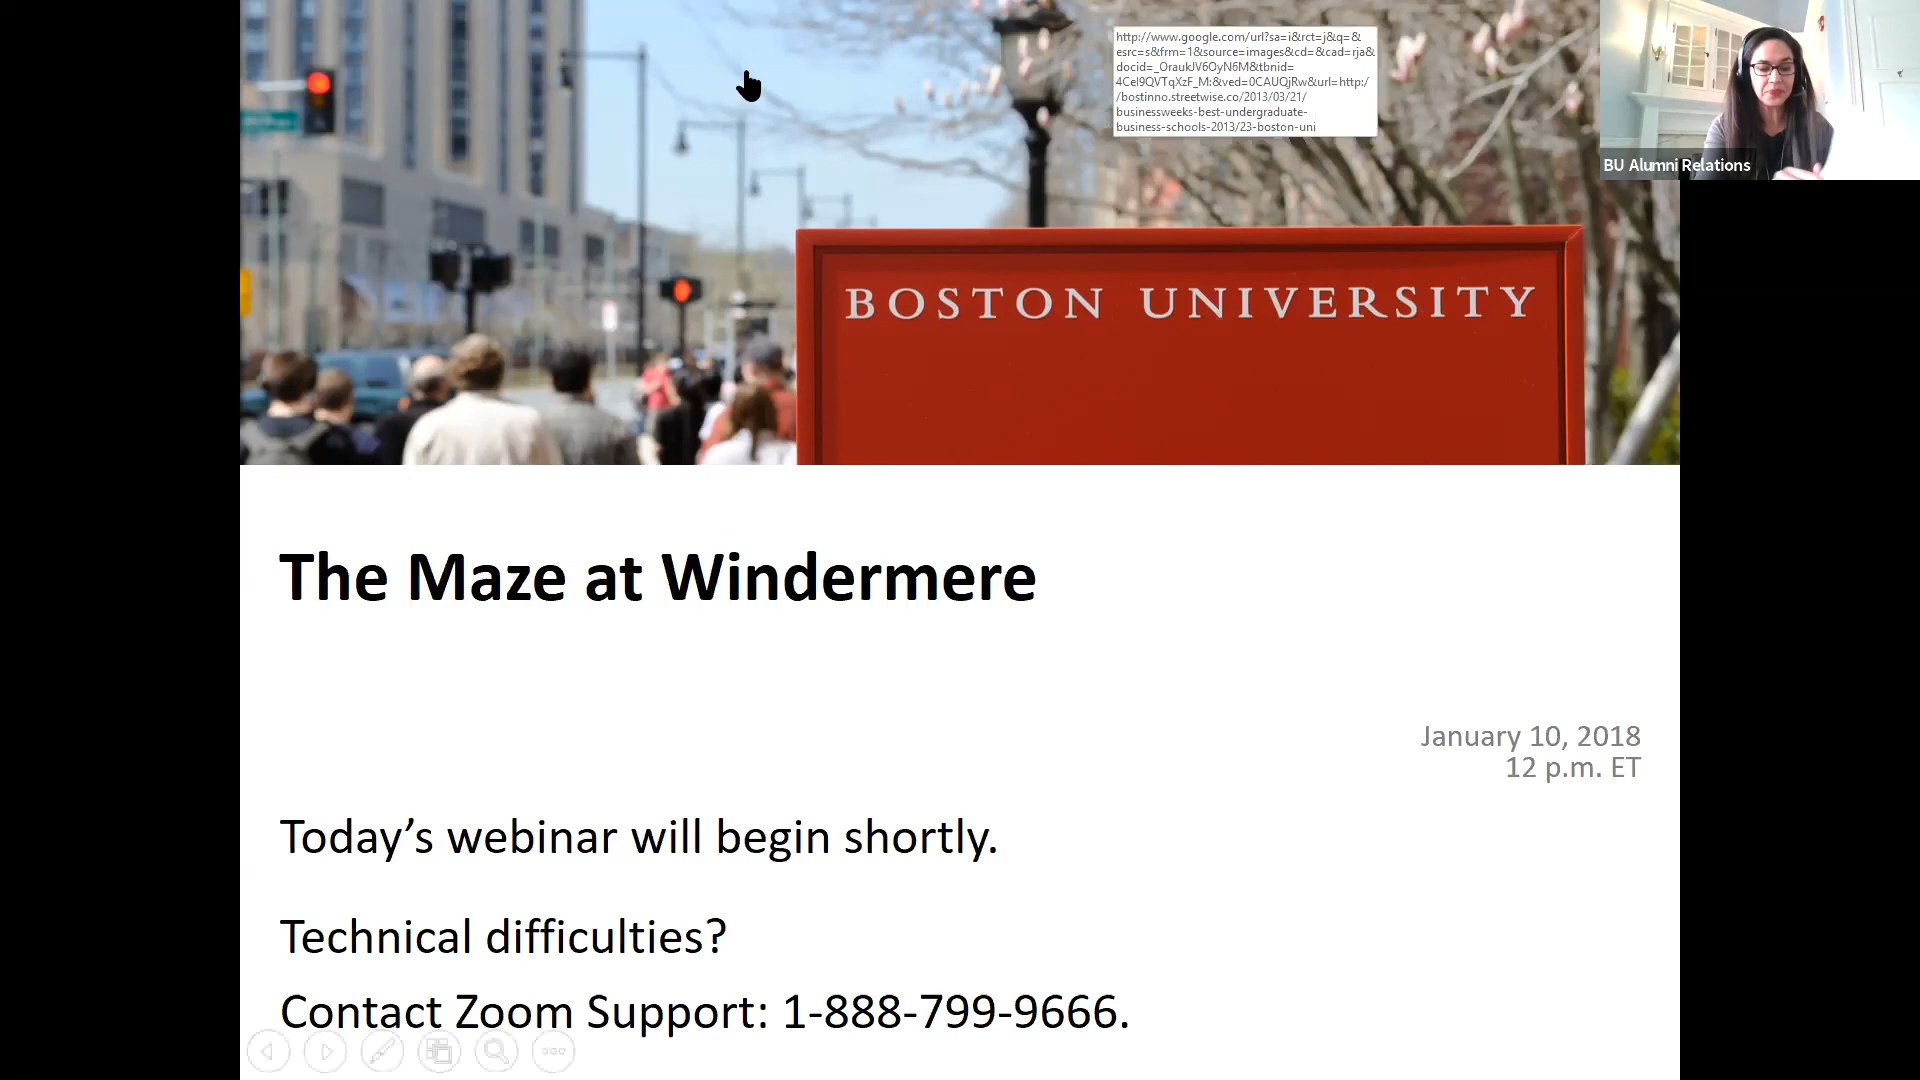 http://www.google.com/url?sa=i&rct=j&q=&
esrc=s&frm=1&source=images&cd=&cad=rja&
docid=_OraukJV6OyN6M&tbnid=
4Cel9QVTqXzF_M:&ved=0CAUQjRw&url=http:/
/bostinno.streetwise.co/2013/03/21/
businessweeks-best-undergraduate-
business-schools-2013/23-boston-uni
BU Alumni Relations
BOSTON UNIVERSITY
The Maze at Windermere
January 10, 2018
12 p.m. ET
Today’s webinar will begin shortly.
Technical difficulties?
Contact Zoom Support: 1-888-799-9666.